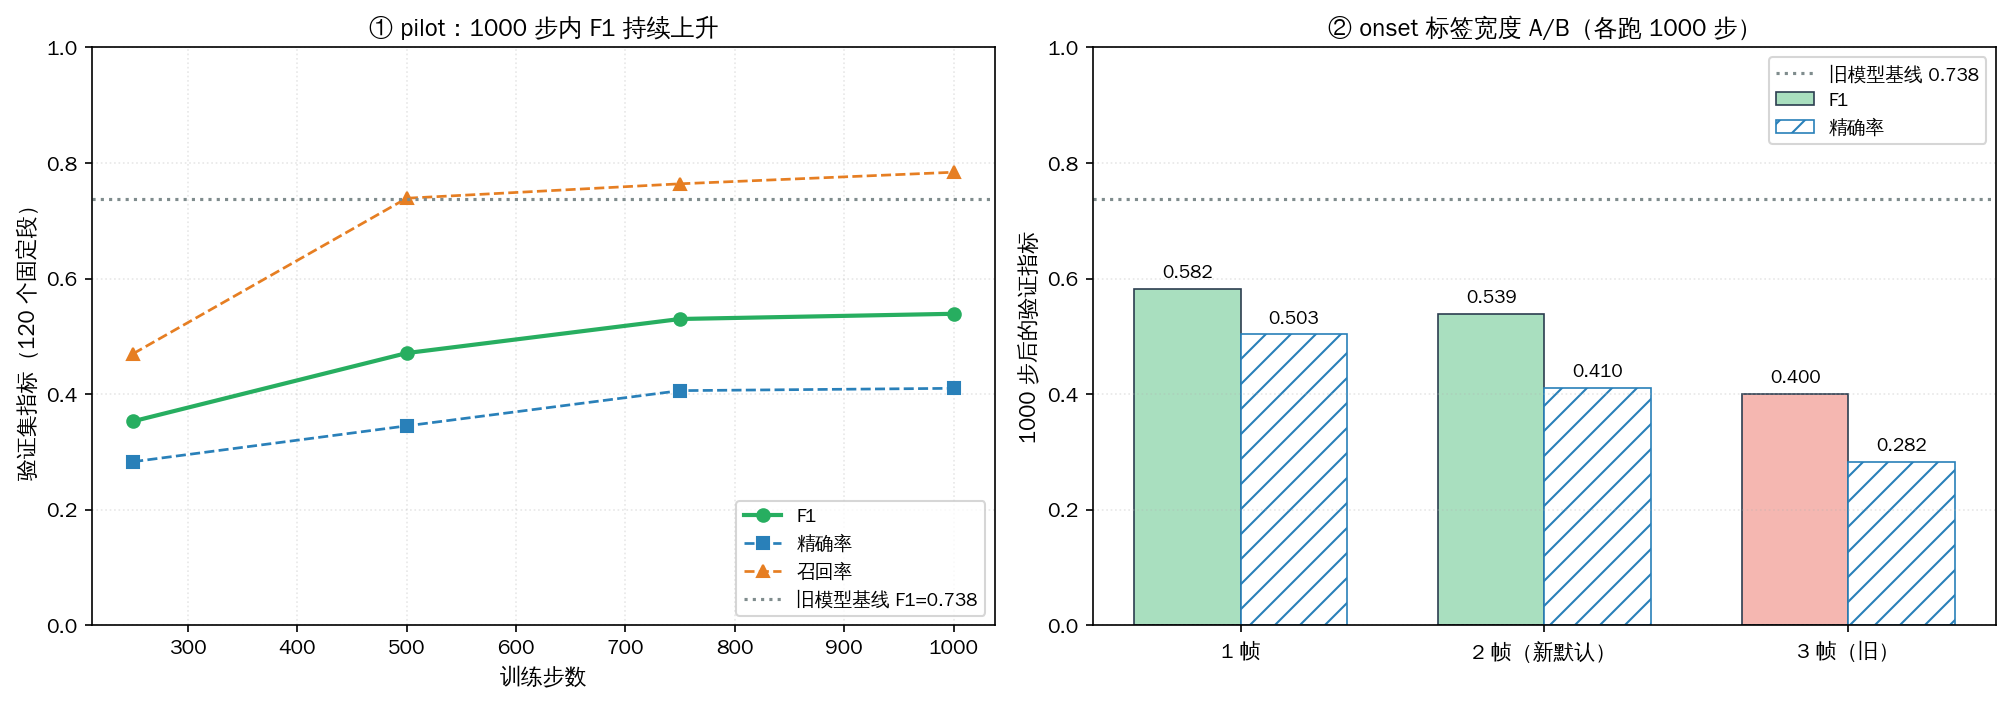 ① pilot：1000 步内 F1 持续上升
验证集指标（120 个固定段）
1.0
0.8
0.6
0.4
0.2
0.0
300
400
500
600
700
800
900
1000
训练步数
F1
精确率
召回率
旧模型基线 F1=0.738
② onset 标签宽度 A/B（各跑 1000 步）
1000 步后的验证指标
1.0
0.8
0.6
0.4
0.2
0.0
旧模型基线 0.738
F1
精确率
0.582
0.503
0.539
0.410
0.400
0.282
1 帧
2 帧（新默认）
3 帧（旧）